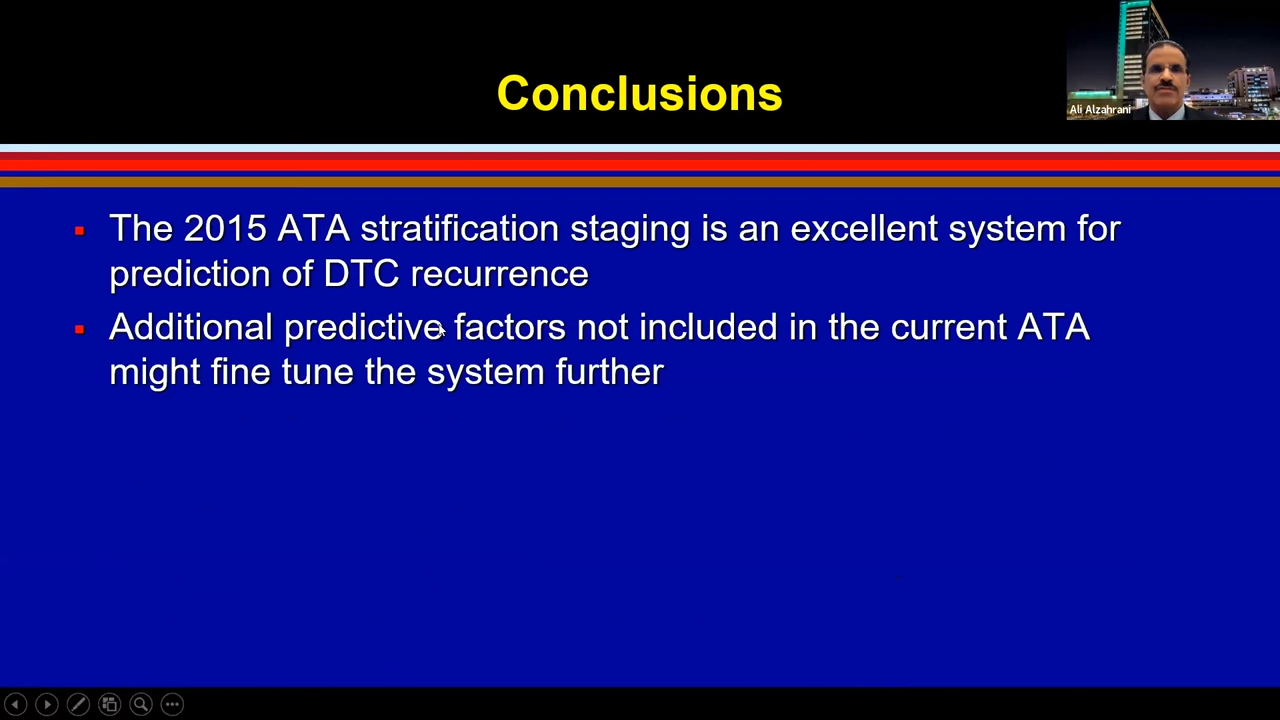 Conclusions
Ali Alzahrani
The 2015 ATA stratification staging is an excellent system for
prediction of DTC recurrence
Additional predictive factors not included in the current ATA
might fine tune the system further